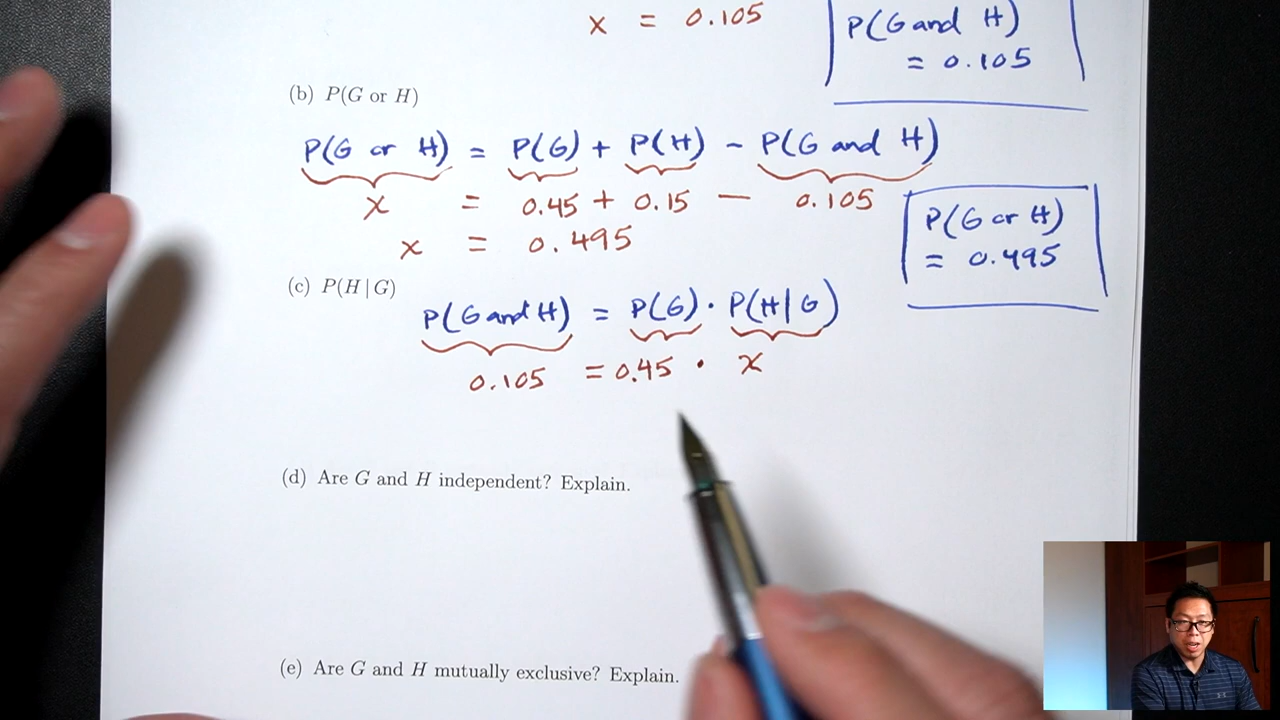 x = 0.105
P(G and H)
= 0.105
(b) P(G or H)
P(G or H) = P(G) + P(H) - P(G and H)
x = 0.45 + 0.15 — 0.105
x = 0.495
P(G or H)
= 0.495
(c) P(H | G)
P(G and H) = P(G) · P(H|G)
0.105 = 0.45 · x
(d) Are G and H independent? Explain.
(e) Are G and H mutually exclusive? Explain.